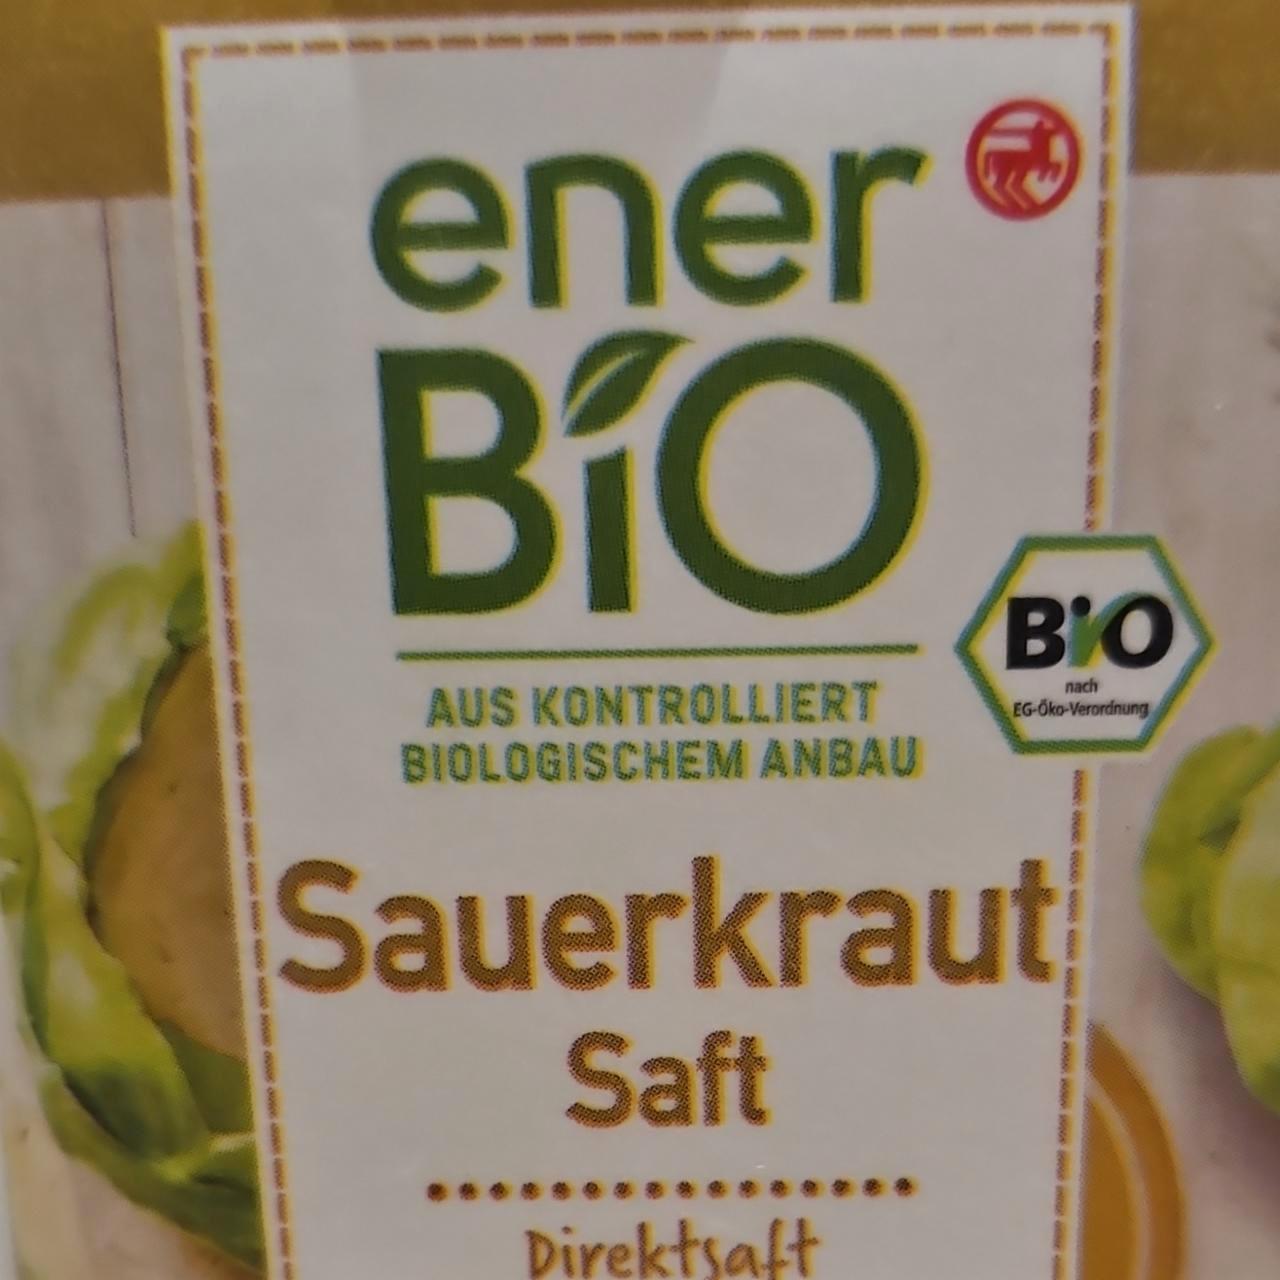 ener
BiO
AUS KONTROLLIERT
BIOLOGISCHEM ANBAU
BiO
nach
EG-Öko-Verordnung
Sauerkraut
Saft
Direktsaft